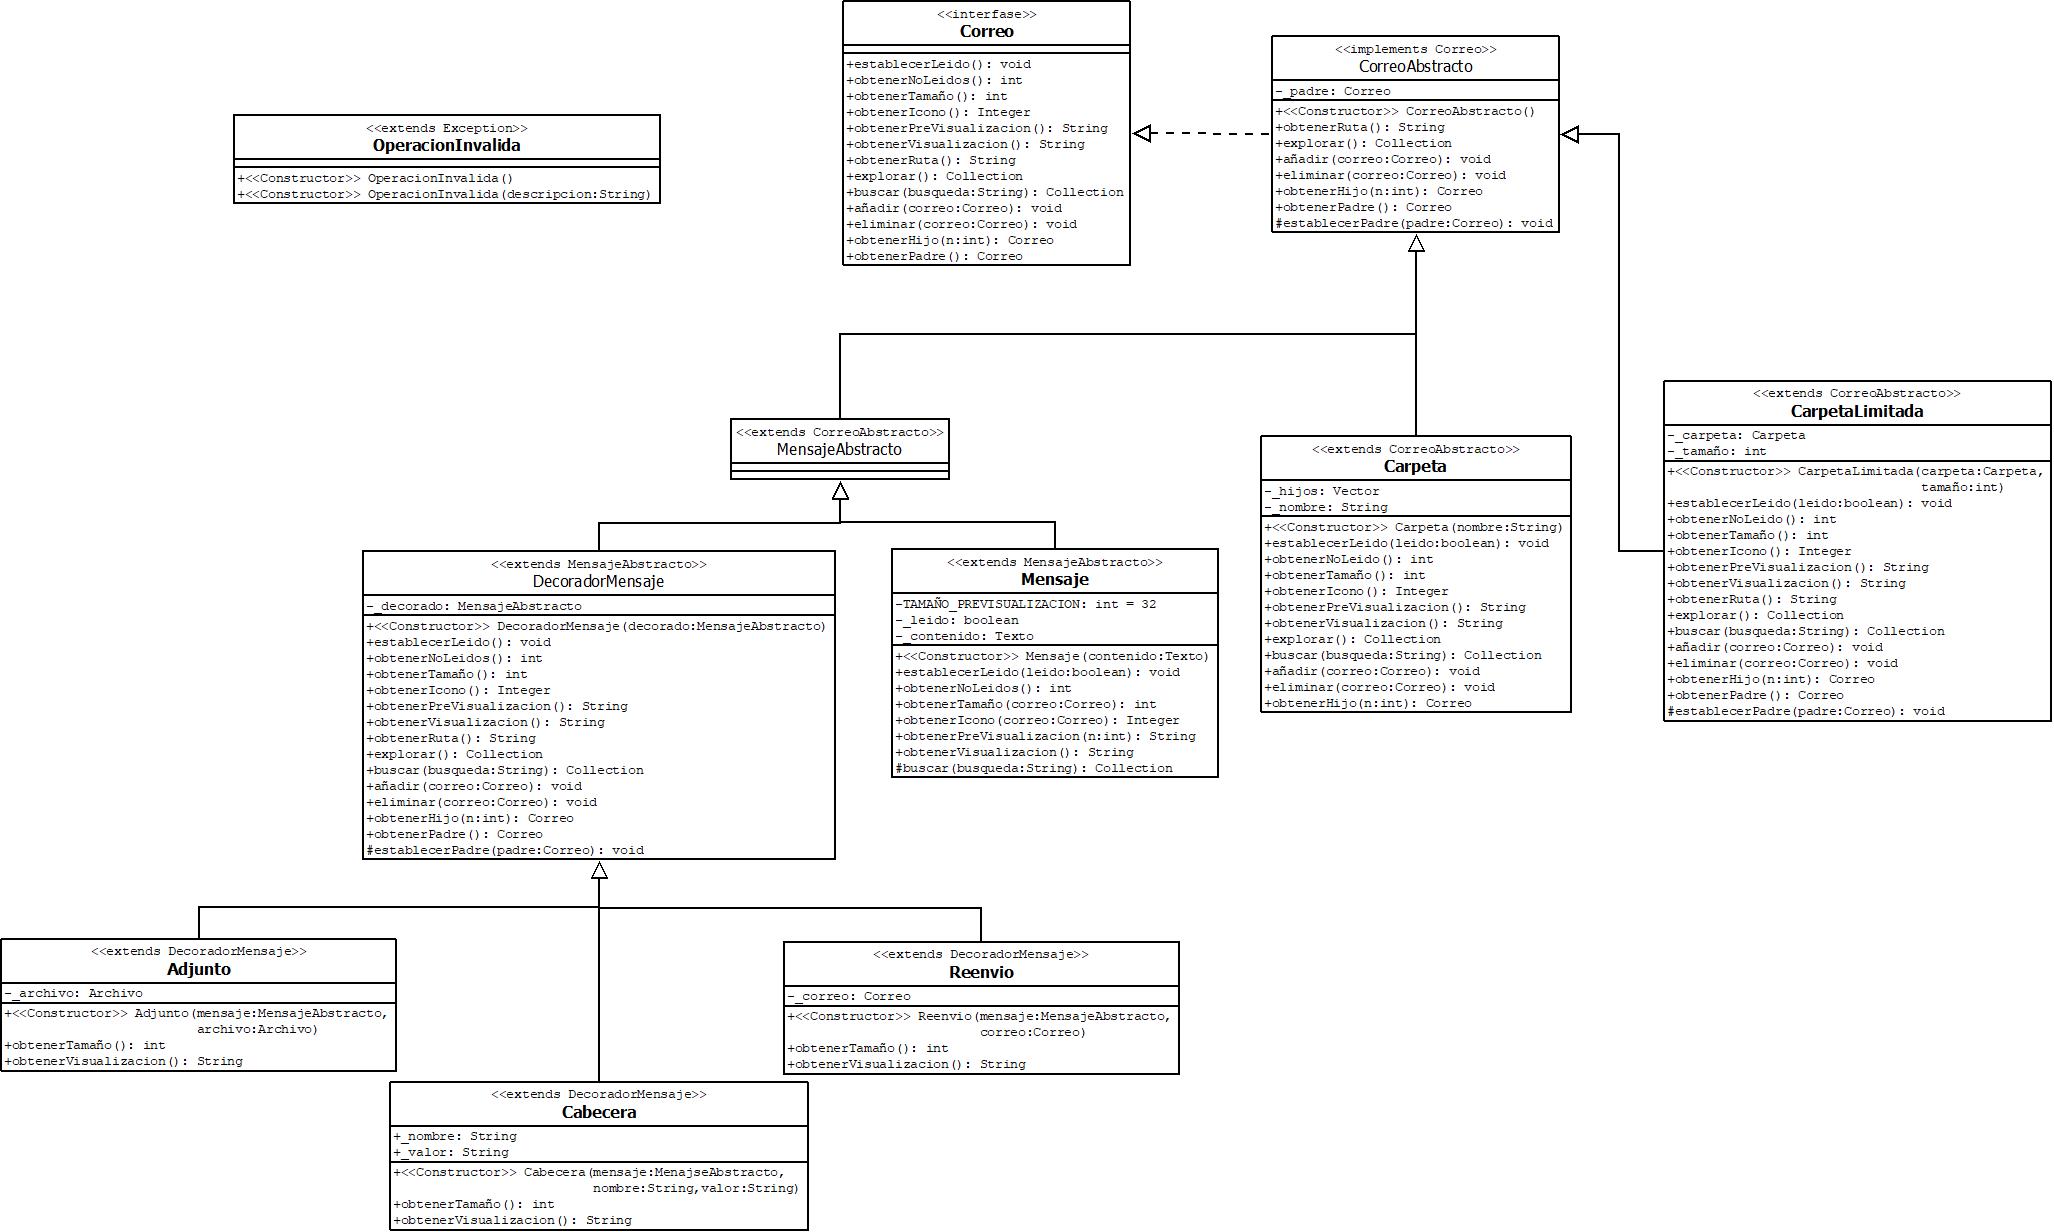 <<interfase>>
Correo
+establecerLeido(): void
+obtenerNoLeidos(): int
+obtenerTamaño(): int
+obtenerIcono(): Integer
+obtenerPreVisualizacion(): String
+obtenerVisualizacion(): String
+obtenerRuta(): String
+explorar(): Collection
+buscar(busqueda:String): Collection
+añadir(correo:Correo): void
+eliminar(correo:Correo): void
+obtenerHijo(n:int): Correo
+obtenerPadre(): Correo
<<implements Correo>>
CorreoAbstracto
-_padre: Correo
+<<Constructor>> CorreoAbstracto()
+obtenerRuta(): String
+explorar(): Collection
+añadir(correo:Correo): void
+eliminar(correo:Correo): void
+obtenerHijo(n:int): Correo
+obtenerPadre(): Correo
#establecerPadre(padre:Correo): void
<<extends Exception>>
OperacionInvalida
+<<Constructor>> OperacionInvalida()
+<<Constructor>> OperacionInvalida(descripcion:String)
<<extends CorreoAbstracto>>
MensajeAbstracto
<<extends CorreoAbstracto>>
Carpeta
-_hijos: Vector
-_nombre: String
+<<Constructor>> Carpeta(nombre:String)
+establecerLeido(leido:boolean): void
+obtenerNoLeido(): int
+obtenerTamaño(): int
+obtenerIcono(): Integer
+obtenerPreVisualizacion(): String
+obtenerVisualizacion(): String
+explorar(): Collection
+buscar(busqueda:String): Collection
+añadir(correo:Correo): void
+eliminar(correo:Correo): void
+obtenerHijo(n:int): Correo
<<extends CorreoAbstracto>>
CarpetaLimitada
-_carpeta: Carpeta
-_tamaño: int
+<<Constructor>> CarpetaLimitada(carpeta:Carpeta,
tamaño:int)
+establecerLeido(leido:boolean): void
+obtenerNoLeido(): int
+obtenerTamaño(): int
+obtenerIcono(): Integer
+obtenerPreVisualizacion(): String
+obtenerVisualizacion(): String
+obtenerRuta(): String
+explorar(): Collection
+buscar(busqueda:String): Collection
+añadir(correo:Correo): void
+eliminar(correo:Correo): void
+obtenerHijo(n:int): Correo
+obtenerPadre(): Correo
#establecerPadre(padre:Correo): void
<<extends MensajeAbstracto>>
DecoradorMensaje
-_decorado: MensajeAbstracto
+<<Constructor>> DecoradorMensaje(decorado:MensajeAbstracto)
+establecerLeido(): void
+obtenerNoLeidos(): int
+obtenerTamaño(): int
+obtenerIcono(): Integer
+obtenerPreVisualizacion(): String
+obtenerVisualizacion(): String
+obtenerRuta(): String
+explorar(): Collection
+buscar(busqueda:String): Collection
+añadir(correo:Correo): void
+eliminar(correo:Correo): void
+obtenerHijo(n:int): Correo
+obtenerPadre(): Correo
#establecerPadre(padre:Correo): void
<<extends MensajeAbstracto>>
Mensaje
-TAMAÑO_PREVISUALIZACION: int = 32
-_leido: boolean
-_contenido: Texto
+<<Constructor>> Mensaje(contenido:Texto)
+establecerLeido(leido:boolean): void
+obtenerNoLeidos(): int
+obtenerTamaño(correo:Correo): int
+obtenerIcono(correo:Correo): Integer
+obtenerPreVisualizacion(n:int): String
+obtenerVisualizacion(): String
#buscar(busqueda:String): Collection
<<extends DecoradorMensaje>>
Adjunto
-_archivo: Archivo
+<<Constructor>> Adjunto(mensaje:MensajeAbstracto,
archivo:Archivo)
+obtenerTamaño(): int
+obtenerVisualizacion(): String
<<extends DecoradorMensaje>>
Reenvio
-_correo: Correo
+<<Constructor>> Reenvio(mensaje:MensajeAbstracto,
correo:Correo)
+obtenerTamaño(): int
+obtenerVisualizacion(): String
<<extends DecoradorMensaje>>
Cabecera
+_nombre: String
+_valor: String
+<<Constructor>> Cabecera(mensaje:MenajseAbstracto,
nombre:String,valor:String)
+obtenerTamaño(): int
+obtenerVisualizacion(): String